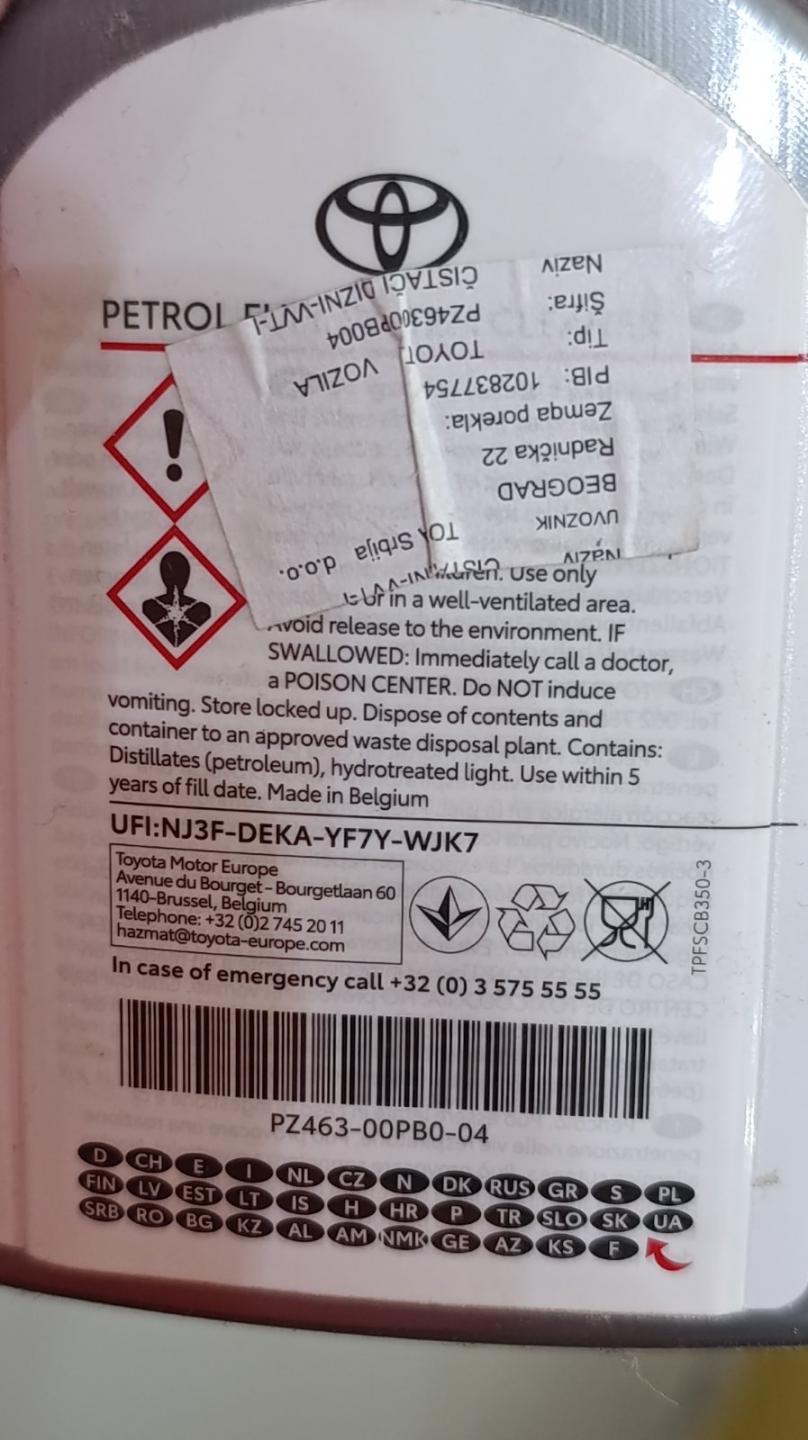 PETROL
Naziv ČISTAČI DIZNI-VVT-I
Šifra: PZ46300PB004
Tip:
PIB: 102837754 VOZILA
Zemqa porekla:
Radnička 22
BEOGRAD
UVOZNIK
Srbija d.o.o.
Naziv
Use only
or in a well-ventilated area.
Avoid release to the environment. IF
SWALLOWED: Immediately call a doctor,
a POISON CENTER. Do NOT induce
vomiting. Store locked up. Dispose of contents and
container to an approved waste disposal plant. Contains:
Distillates (petroleum), hydrotreated light. Use within 5
years of fill date. Made in Belgium
UFI:NJ3F-DEKA-YF7Y-WJK7
Toyota Motor Europe
Avenue du Bourget - Bourgetlaan 60
1140-Brussel, Belgium
Telephone: +32 (0)2 745 20 11
hazmat@toyota-europe.com
TPFSCB350-3
In case of emergency call +32 (0) 3 575 55 55
PZ463-00PB0-04
D CH E I NL CZ N DK RUS GR S PL
FIN LV EST LT IS H HR P TR SLO SK UA
SRB RO BG KZ AL AM NMK GE AZ KS F